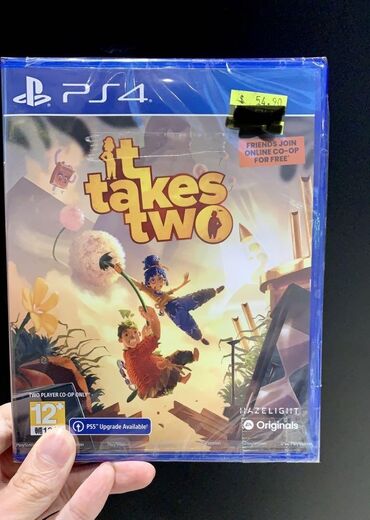 PS4
$ 54.90
FRIENDS JOIN
ONLINE CO-OP
FOR FREE*
it
takes
two
TWO PLAYER CO-OP ONLY
12+
PS5™ Upgrade Available
HAZELIGHT
EA Originals